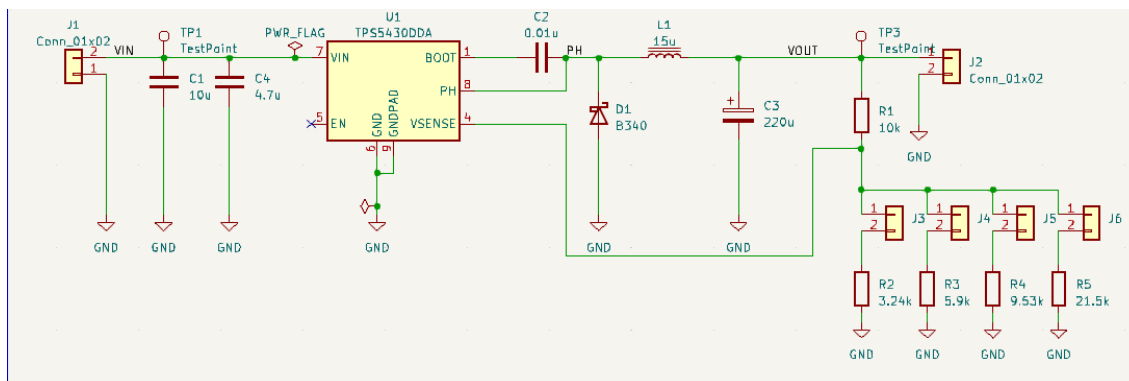 J1
Conn_01x02
VIN
2
1
GND
TP1
TestPoint
C1
10u
GND
C4
4.7u
GND
PWR_FLAG
U1
TPS5430DDA
7
VIN
5
EN
BOOT
1
PH
8
VSENSE
4
GND
GNDPAD
6
9
GND
C2
0.01u
PH
D1
B340
GND
L1
15u
C3
220u
GND
VOUT
TP3
TestPoint
1
2
J2
Conn_01x02
GND
R1
10k
1
2
J3
1
2
J4
1
2
J5
1
2
J6
R2
3.24k
GND
R3
5.9k
GND
R4
9.53k
GND
R5
21.5k
GND